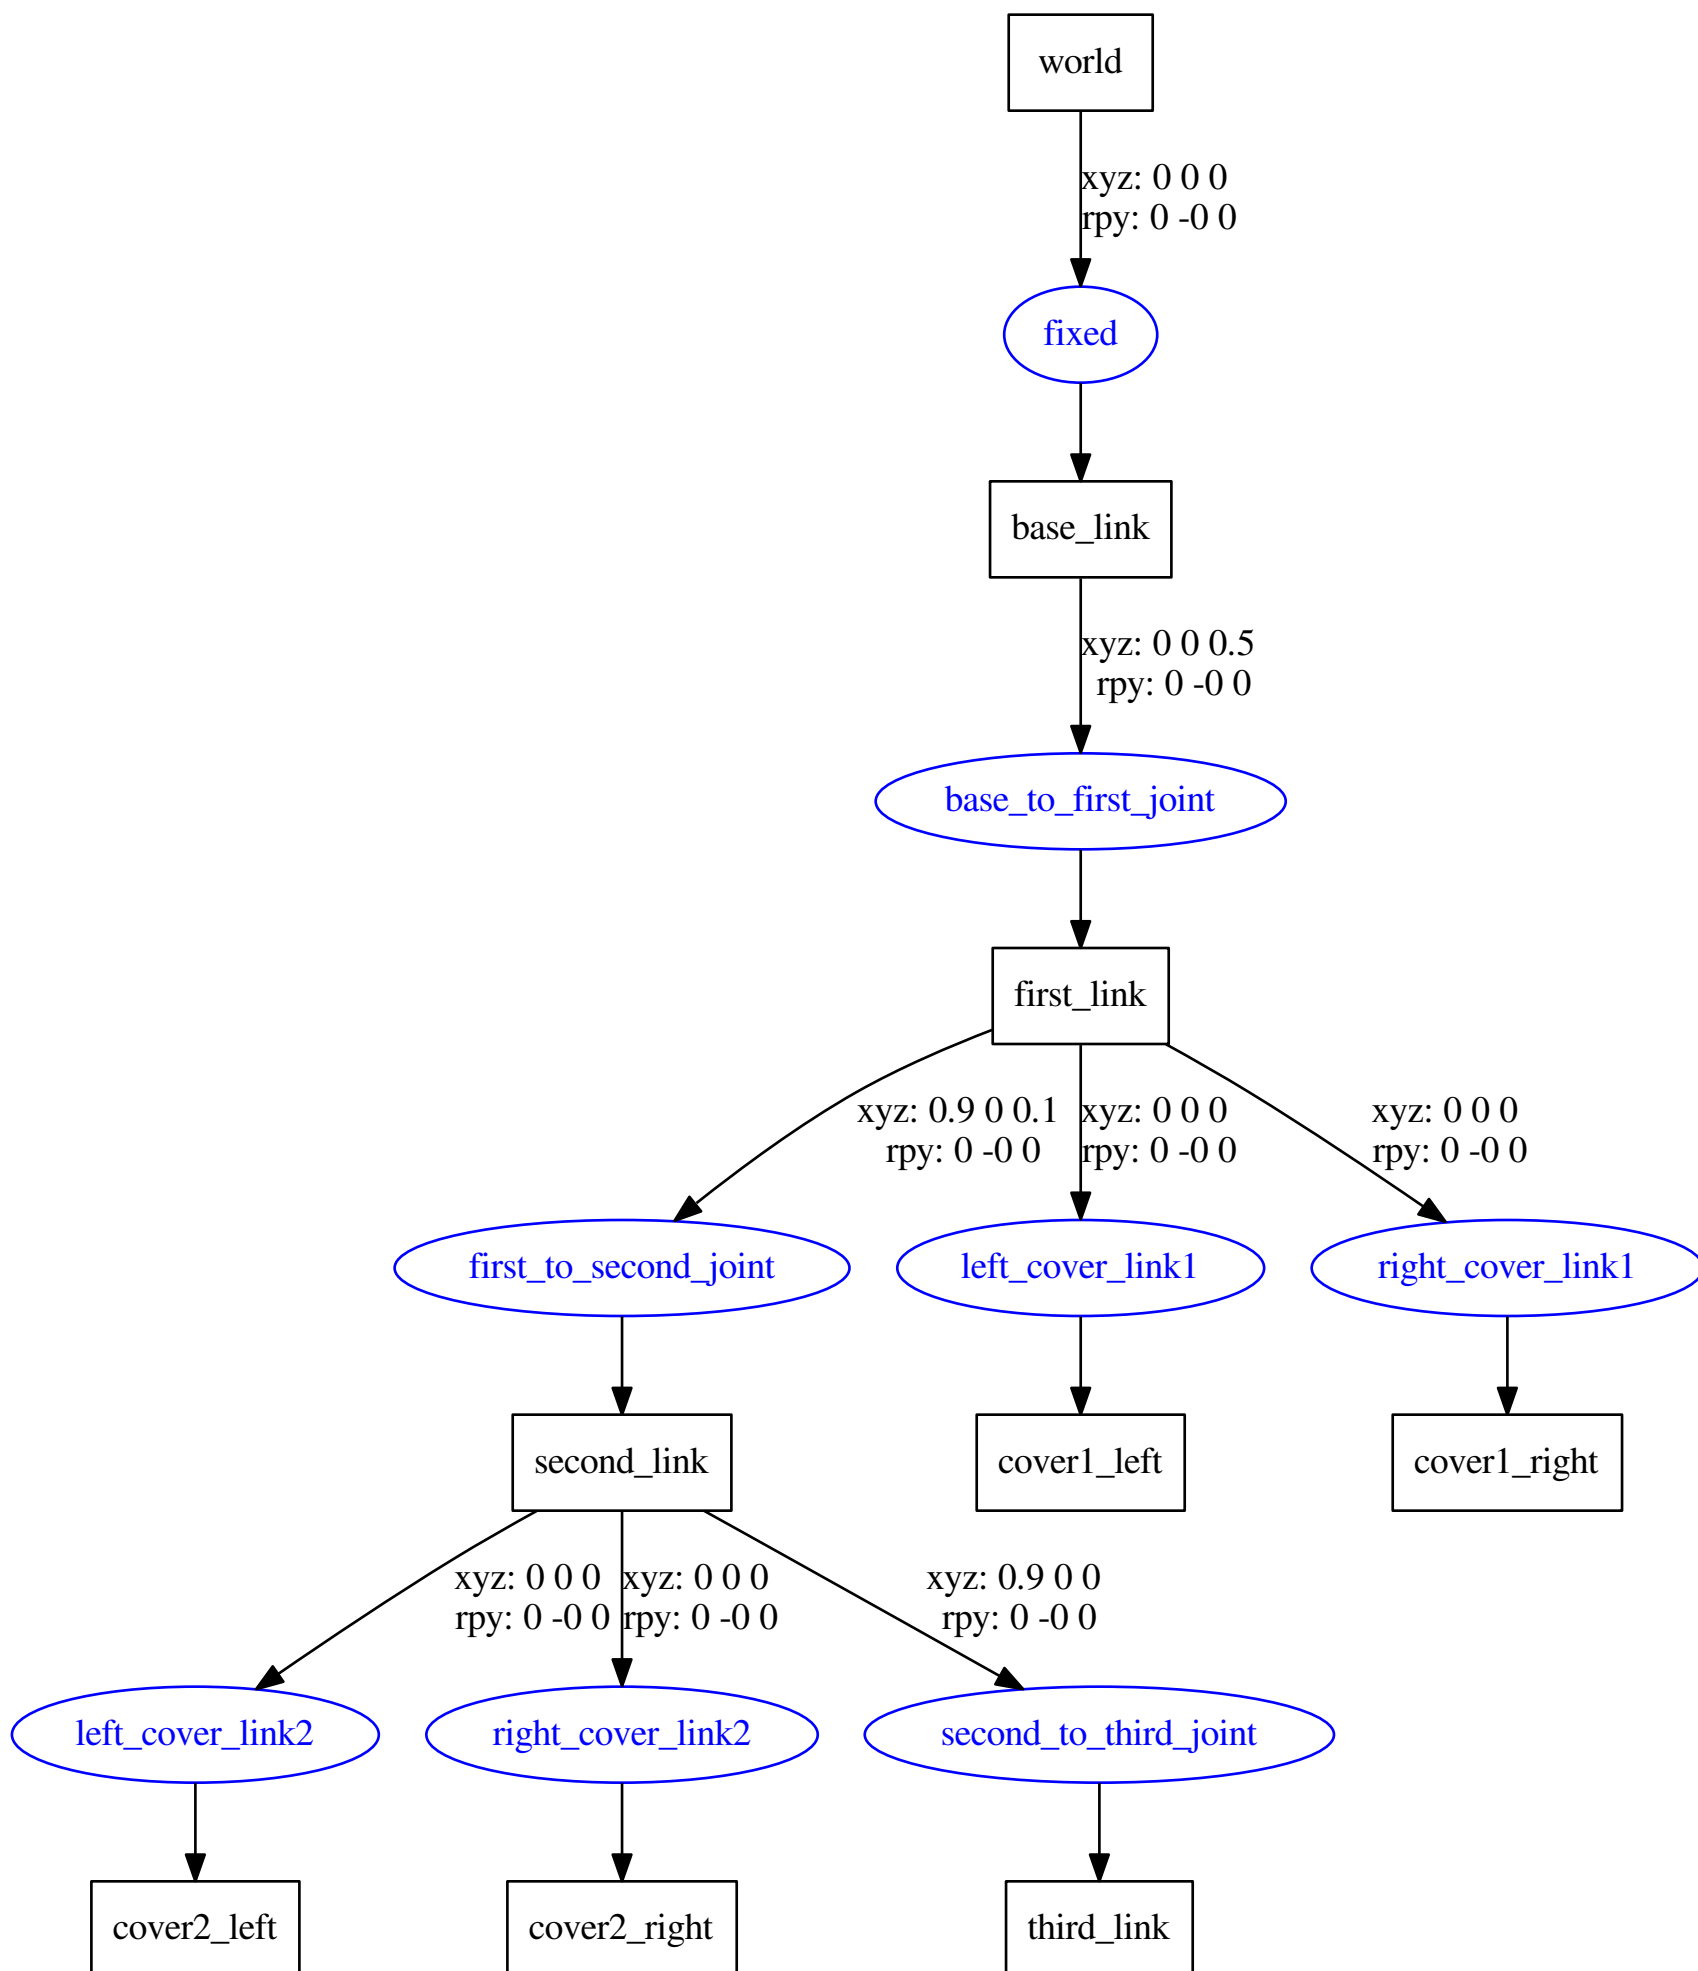 world
xyz: 0 0 0
rpy: 0 -0 0
fixed
base_link
xyz: 0 0 0.5
rpy: 0 -0 0
base_to_first_joint
first_link
xyz: 0.9 0 0.1
rpy: 0 -0 0
xyz: 0 0 0
rpy: 0 -0 0
xyz: 0 0 0
rpy: 0 -0 0
first_to_second_joint
left_cover_link1
right_cover_link1
second_link
cover1_left
cover1_right
xyz: 0 0 0
rpy: 0 -0 0
xyz: 0 0 0
rpy: 0 -0 0
xyz: 0.9 0 0
rpy: 0 -0 0
left_cover_link2
right_cover_link2
second_to_third_joint
cover2_left
cover2_right
third_link